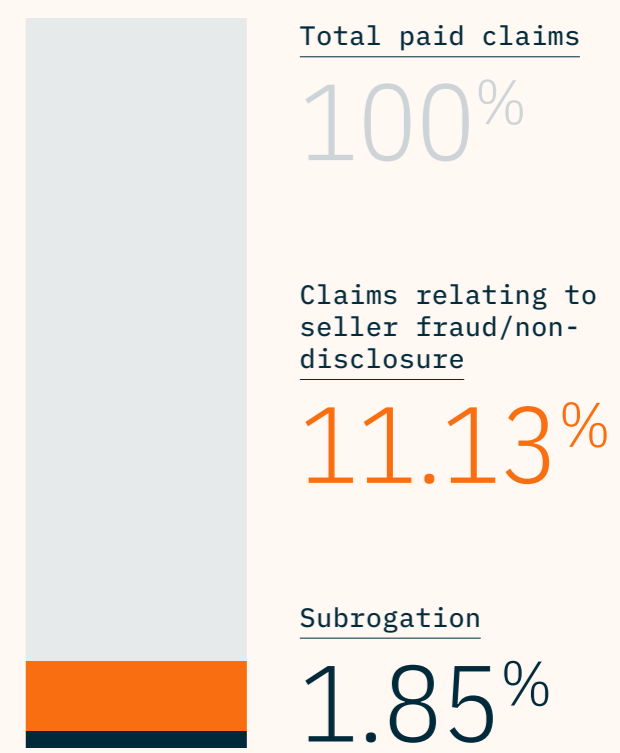 Total paid claims
100%
Claims relating to
seller fraud/non-
disclosure
11.13%
Subrogation
1.85%